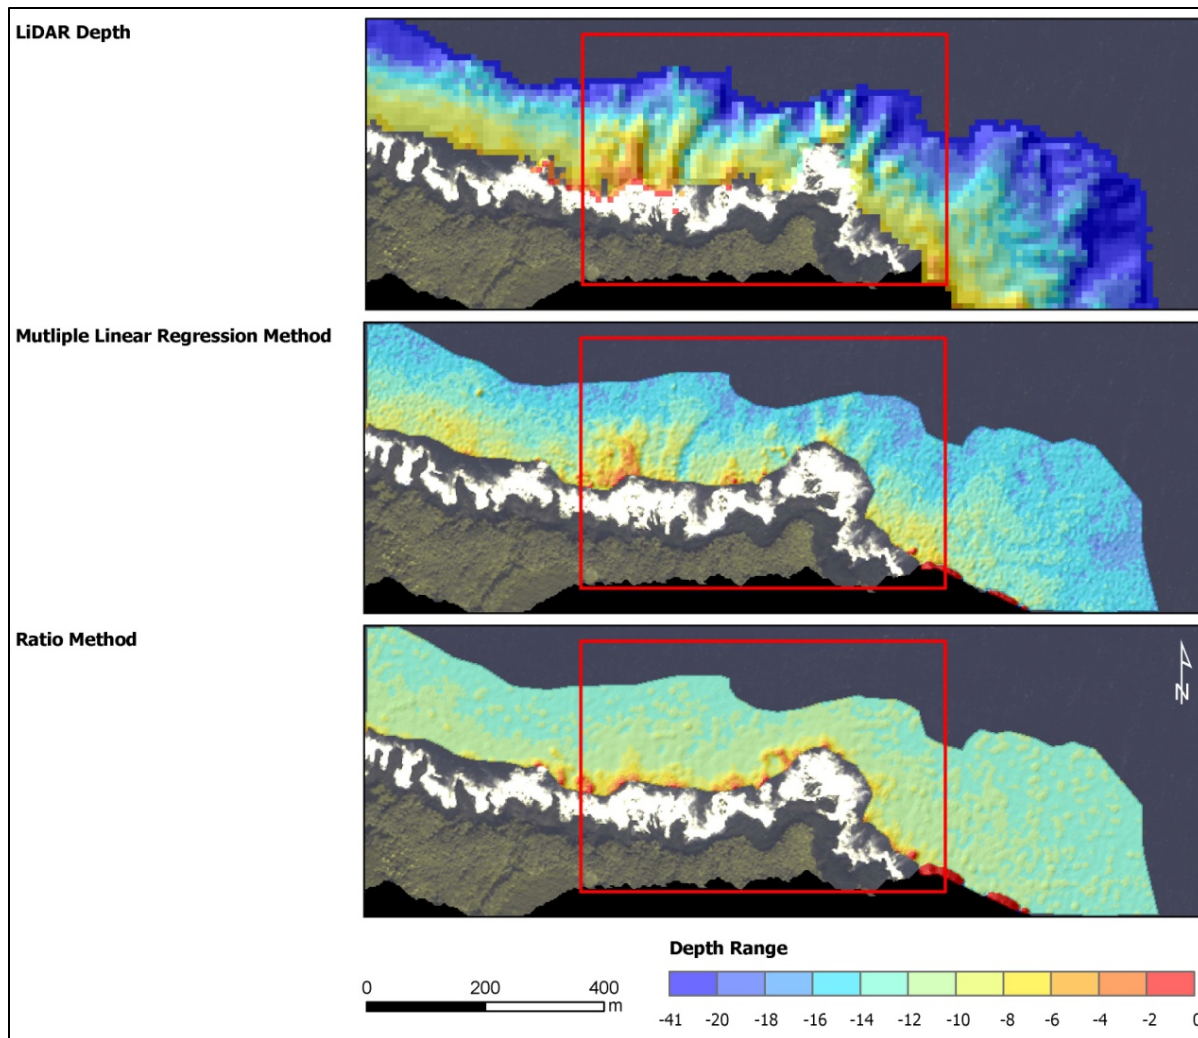 LiDAR Depth
Mutliple Linear Regression Method
Ratio Method
N
Depth Range
0 200 400
m
-41 -20 -18 -16 -14 -12 -10 -8 -6 -4 -2 0